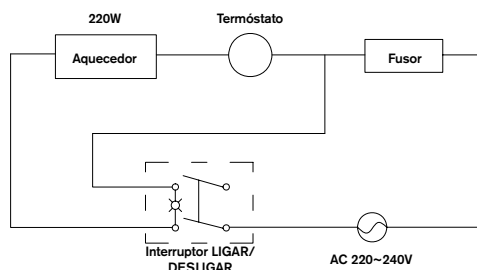 220W
Termóstato
Aquecedor
Fusor
Interruptor LIGAR/
DESLIGAR
AC 220~240V